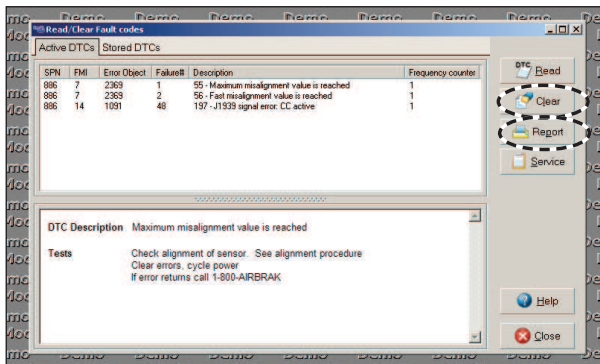 Read/Clear Fault codes
Active DTCs Stored DTCs
SPN FMI Error Object Failure# Description Frequency counter
886 7 2369 1 55 - Maximum misalignment value is reached 1
886 7 2369 2 56 - Fast misalignment value is reached 1
886 14 1091 48 197 - J1939 signal error: CC active 1
DTC Read
Clear
Report
Service
DTC Description Maximum misalignment value is reached
Tests Check alignment of sensor. See alignment procedure
Clear errors, cycle power
If error returns call 1-800-AIRBRAK
Help
Close